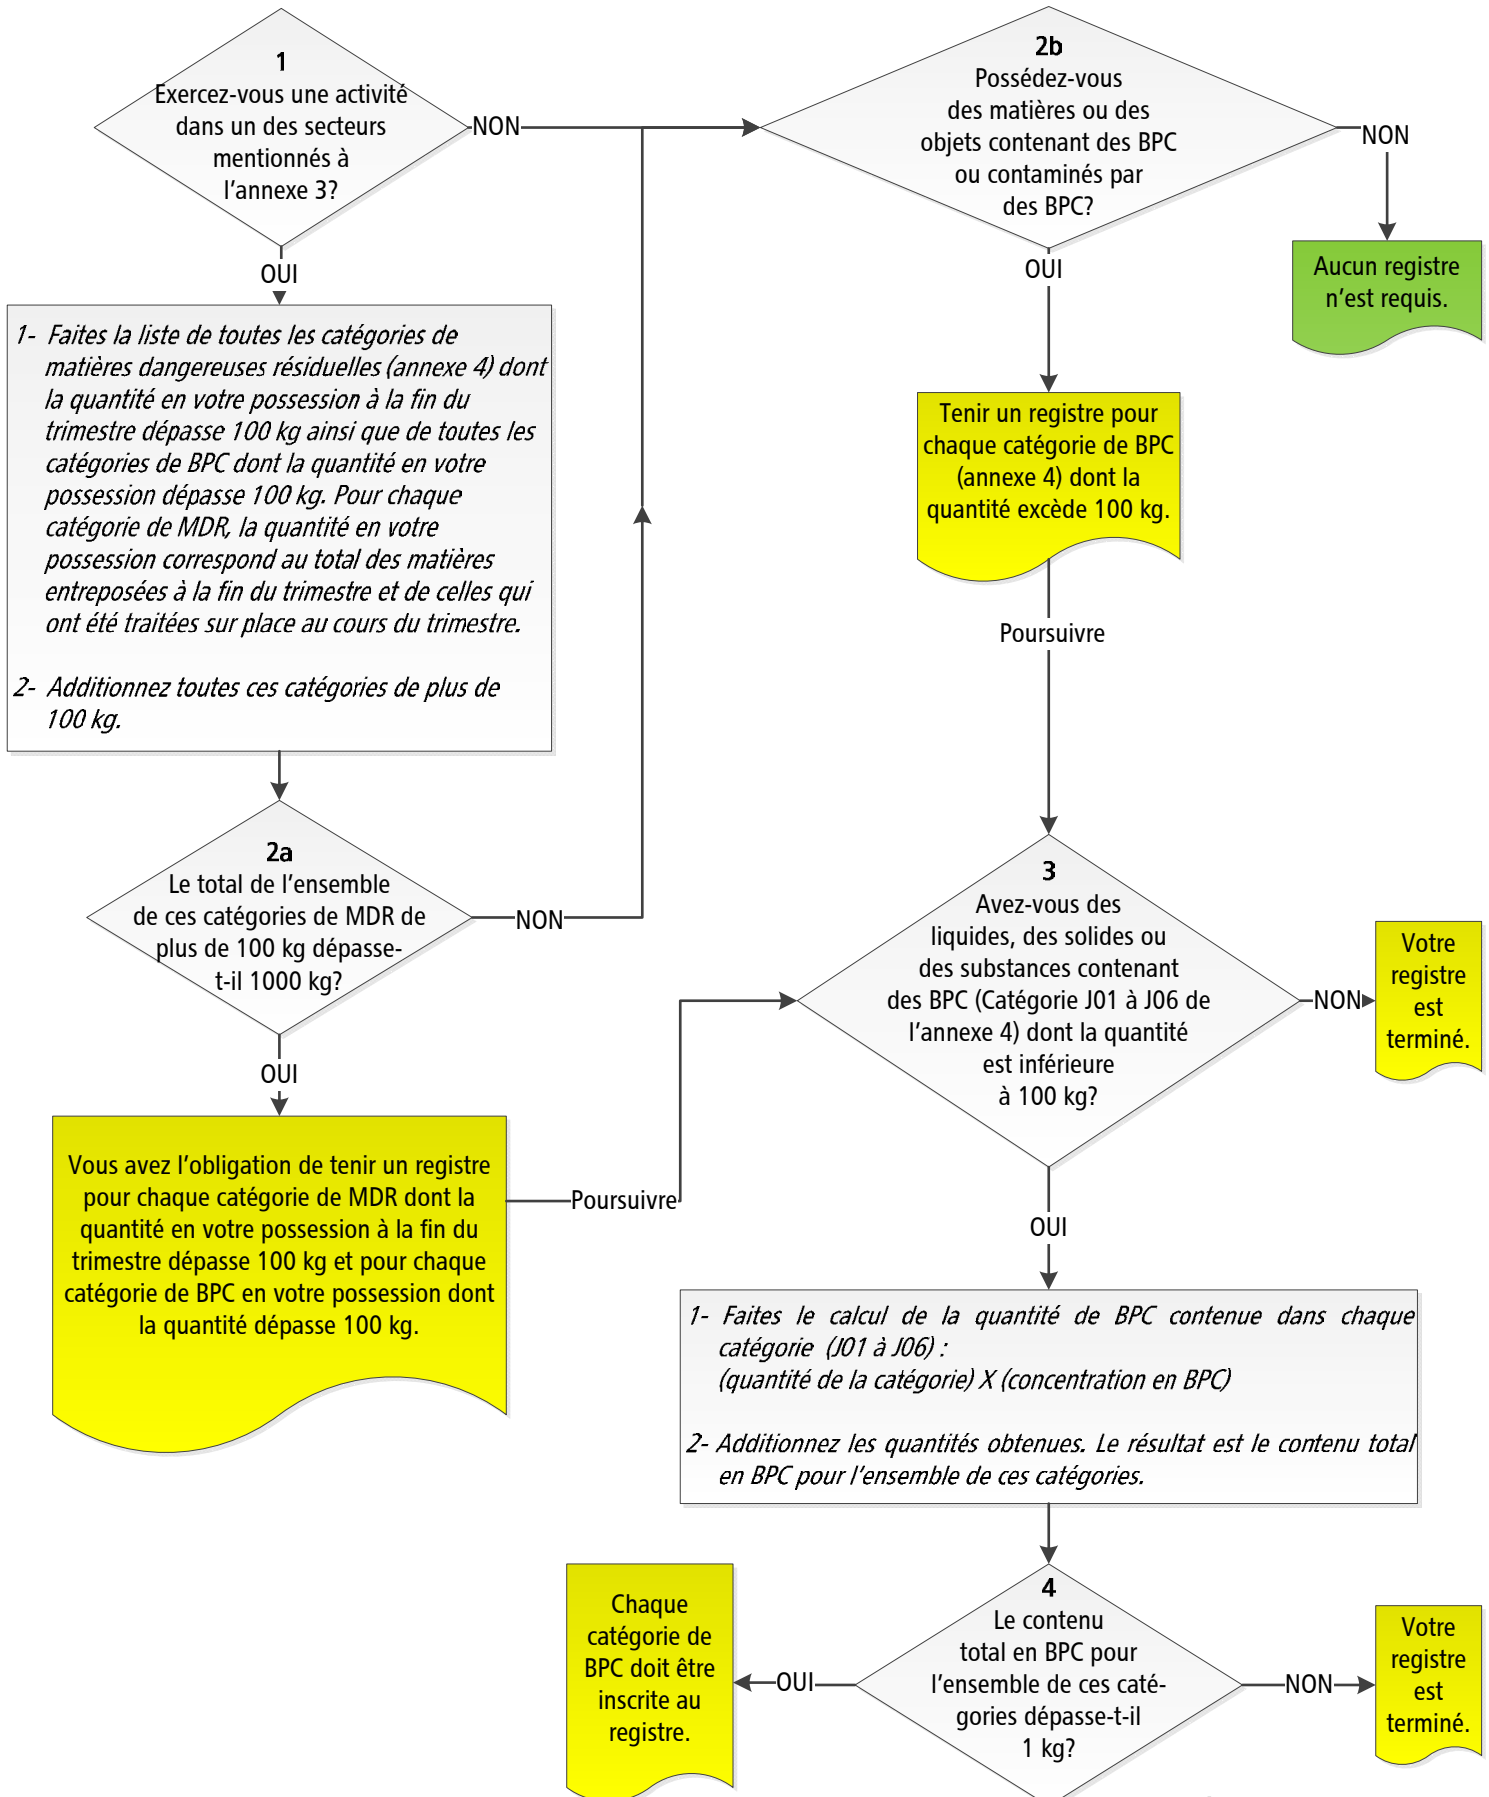 1
Exercez-vous une activité
dans un des secteurs
mentionnés à
l'annexe 3?
NON
OUI
1- Faites la liste de toutes les catégories de
matières dangereuses résiduelles (annexe 4) dont
la quantité en votre possession à la fin du
trimestre dépasse 100 kg ainsi que de toutes les
catégories de BPC dont la quantité en votre
possession dépasse 100 kg. Pour chaque
catégorie de MDR, la quantité en votre
possession correspond au total des matières
entreposées à la fin du trimestre et de celles qui
ont été traitées sur place au cours du trimestre.
2- Additionnez toutes ces catégories de plus de
100 kg.
2a
Le total de l'ensemble
de ces catégories de MDR de
plus de 100 kg dépasse-
t-il 1000 kg?
NON
OUI
Vous avez l'obligation de tenir un registre
pour chaque catégorie de MDR dont la
quantité en votre possession à la fin du
trimestre dépasse 100 kg et pour chaque
catégorie de BPC en votre possession dont
la quantité dépasse 100 kg.
Poursuivre
2b
Possédez-vous
des matières ou des
objets contenant des BPC
ou contaminés par
des BPC?
NON
Aucun registre
n'est requis.
OUI
Tenir un registre pour
chaque catégorie de BPC
(annexe 4) dont la
quantité excède 100 kg.
Poursuivre
3
Avez-vous des
liquides, des solides ou
des substances contenant
des BPC (Catégorie J01 à J06 de
l'annexe 4) dont la quantité
est inférieure
à 100 kg?
NON
Votre
registre
est
terminé.
OUI
1- Faites le calcul de la quantité de BPC contenue dans chaque
catégorie (J01 à J06) :
(quantité de la catégorie) X (concentration en BPC)
2- Additionnez les quantités obtenues. Le résultat est le contenu total
en BPC pour l'ensemble de ces catégories.
4
Le contenu
total en BPC pour
l'ensemble de ces caté-
gories dépasse-t-il
1 kg?
OUI
Chaque
catégorie de
BPC doit être
inscrite au
registre.
NON
Votre
registre
est
terminé.